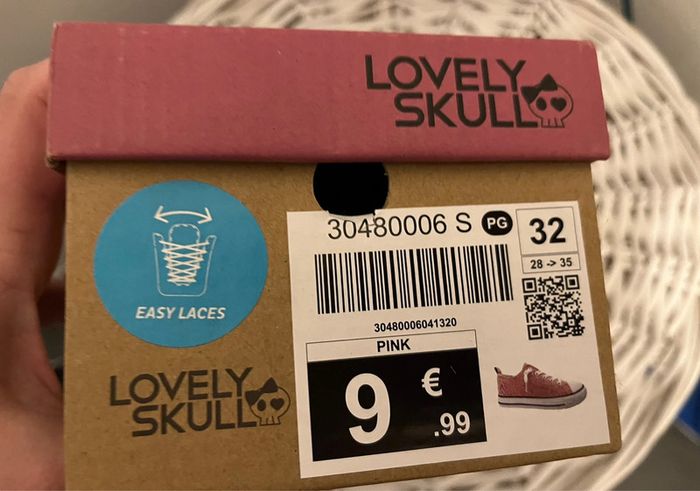 LOVELY
SKULL
30480006 S PG 32
28 -> 35
EASY LACES
30480006041320
PINK
9 € .99
LOVELY
SKULL